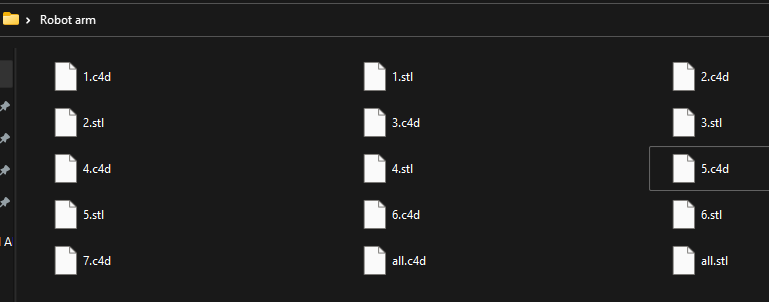 Robot arm
1.c4d 1.stl 2.c4d
2.stl 3.c4d 3.stl
4.c4d 4.stl 5.c4d
5.stl 6.c4d 6.stl
A
7.c4d all.c4d all.stl